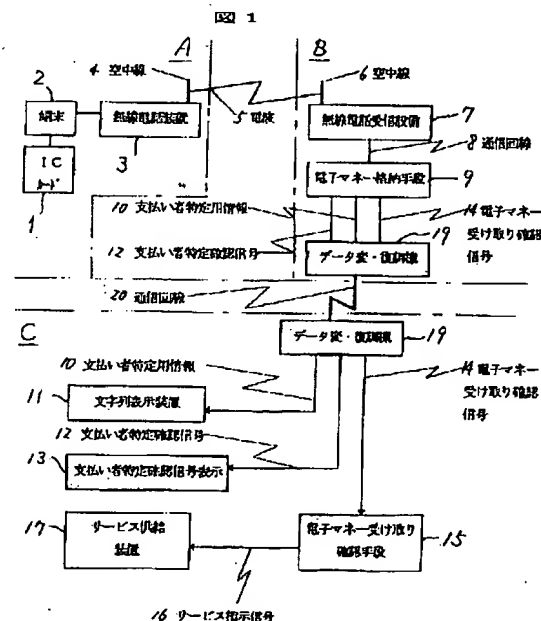 図 1
A
B
4 空中線
6 空中線
2
端末
無線電話装置
3
5 電波
無線電話受信設備
7
8 通信回線
IC
カード
1
電子マネー格納手段
9
10 支払い者特定用情報
14 電子マネー
受け取り確認
信号
12 支払い者特定確認信号
19
データ変・復調機
20 通信回線
C
データ変・復調機
19
10 支払い者特定用情報
14 電子マネー
受け取り確認
信号
11
文字列表示装置
12 支払い者特定確認信号
13
支払い者特定確認信号表示
17
サービス供給
装置
電子マネー受け取り
確認手段
15
16 サービス指示信号